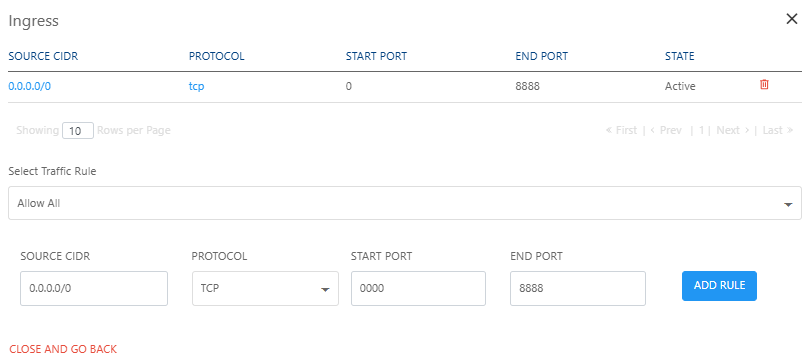 Ingress
SOURCE CIDR PROTOCOL START PORT END PORT STATE
0.0.0.0/0 tcp 0 8888 Active
Showing 10 Rows per Page < First | < Prev | 1 | Next > | Last >
Select Traffic Rule
Allow All
SOURCE CIDR PROTOCOL START PORT END PORT
0.0.0.0/0 TCP 0000 8888 ADD RULE
CLOSE AND GO BACK